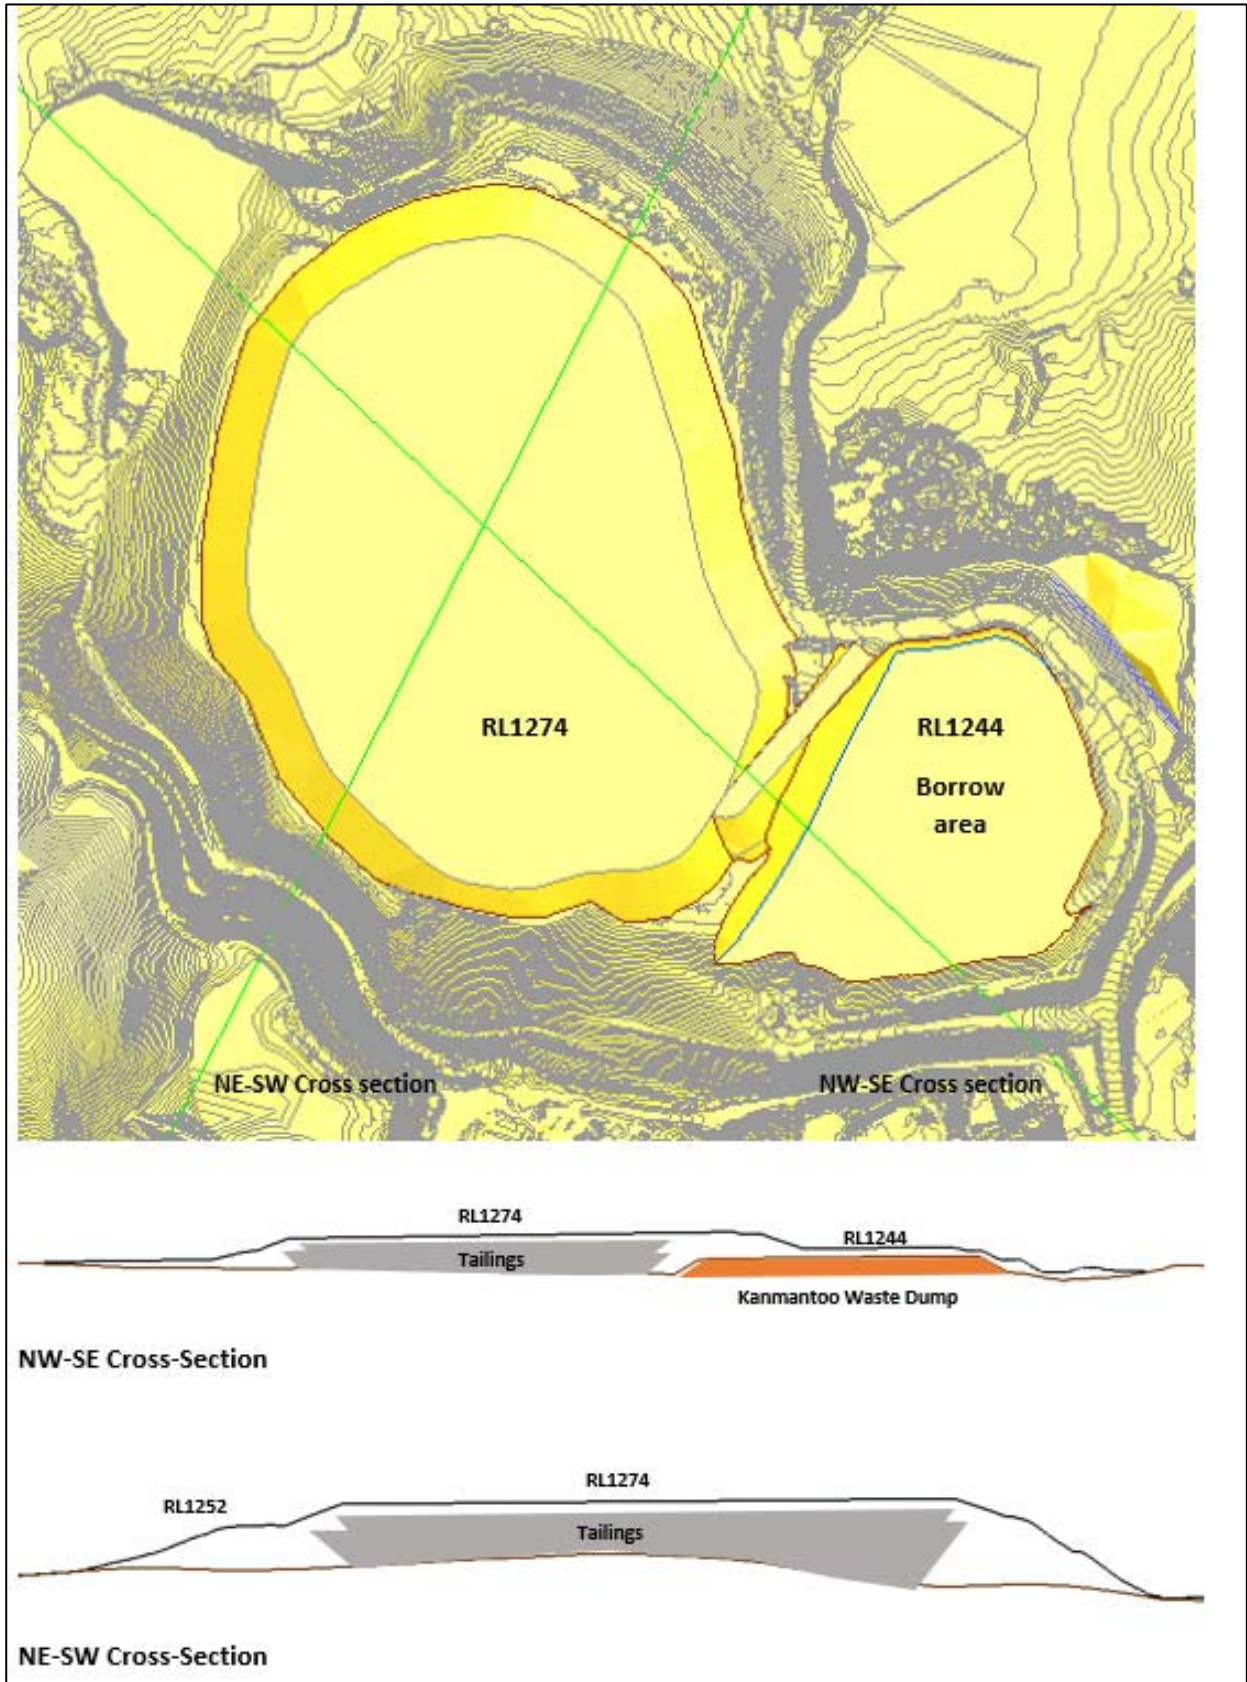 RL1274
RL1244
Borrow
area
NE-SW Cross section
NW-SE Cross section
RL1274
RL1244
Tailings
Kanmantoo Waste Dump
NW-SE Cross-Section
RL1274
RL1252
Tailings
NE-SW Cross-Section